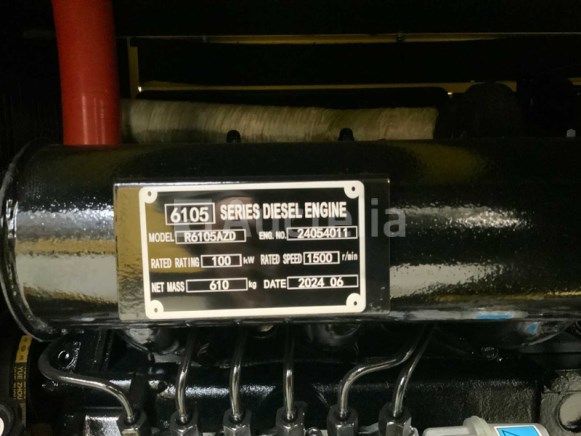 6105 SERIES DIESEL ENGINE
MODEL R6105AZD ENG.NO. 24054011
RATED RATING 100 kW RATED SPEED 1500 r/min
NET MASS 610 kg DATE 2024 06